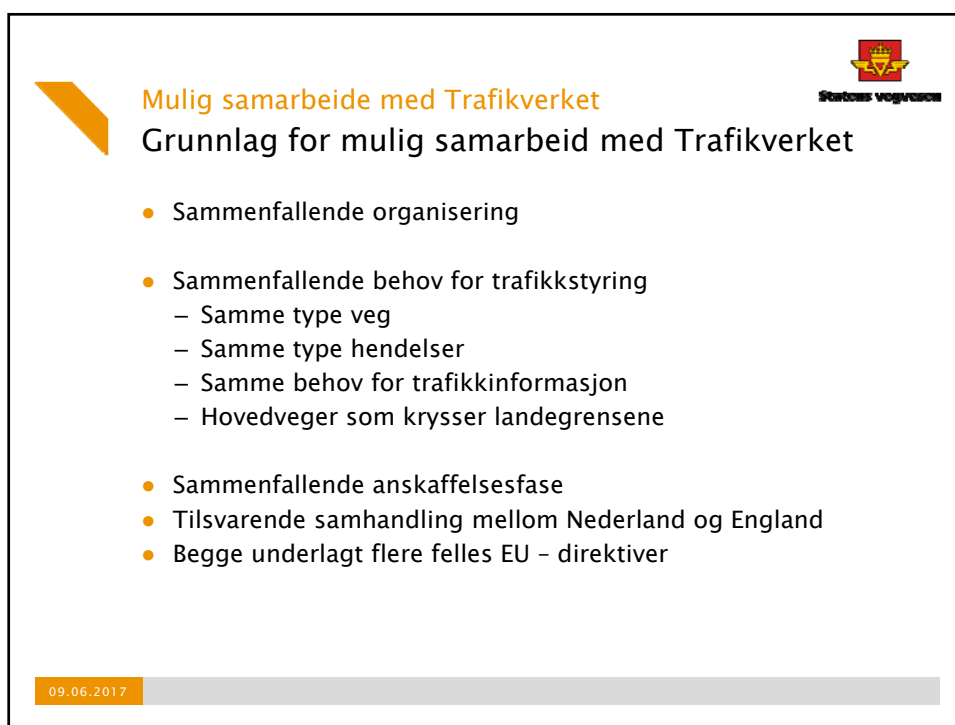 Statens vegvesen
Mulig samarbeide med Trafikverket
Grunnlag for mulig samarbeid med Trafikverket
● Sammenfallende organisering
● Sammenfallende behov for trafikkstyring
– Samme type veg
– Samme type hendelser
– Samme behov for trafikkinformasjon
– Hovedveger som krysser landegrensene
● Sammenfallende anskaffelsesfase
● Tilsvarende samhandling mellom Nederland og England
● Begge underlagt flere felles EU – direktiver
09.06.2017